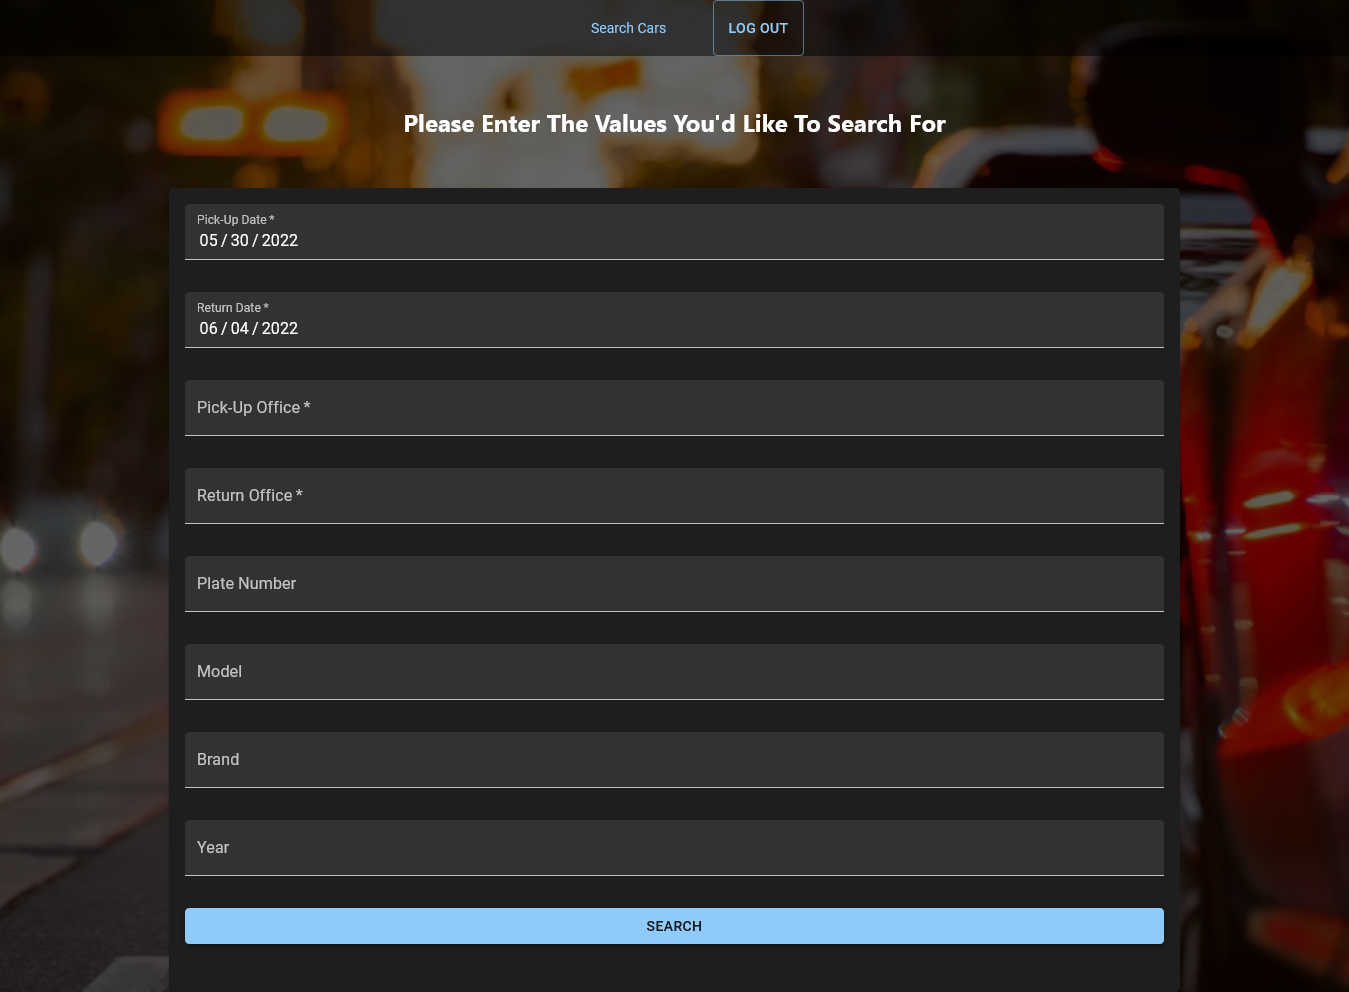 Search Cars
LOG OUT
Please Enter The Values You'd Like To Search For
Pick-Up Date *
05 / 30 / 2022
Return Date *
06 / 04 / 2022
Pick-Up Office *
Return Office *
Plate Number
Model
Brand
Year
SEARCH